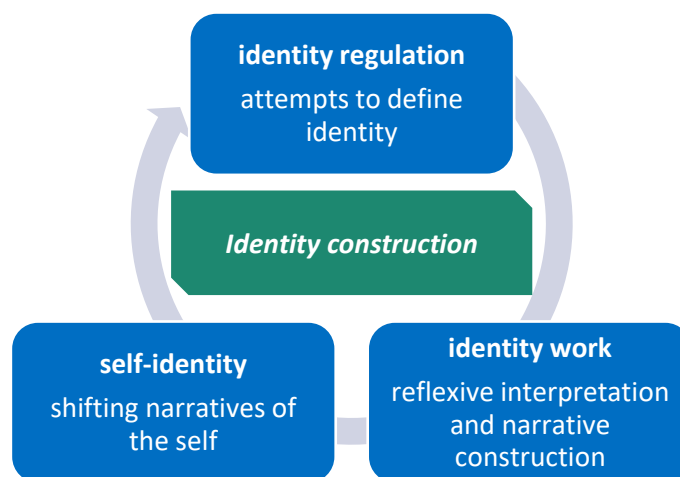 identity regulation
attempts to define
identity
Identity construction
self-identity
shifting narratives of
the self
identity work
reflexive interpretation
and narrative
construction